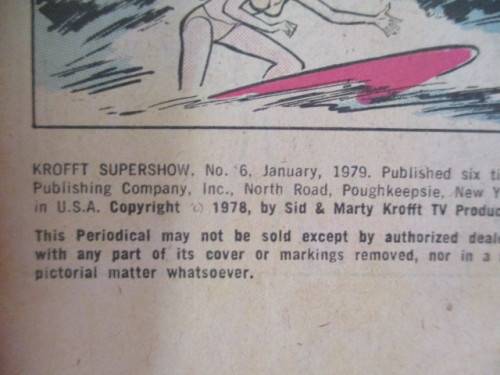 KROFFT SUPERSHOW, No. 6, January, 1979. Published six
Publishing Company, Inc., North Road, Poughkeepsie, New
in U.S.A. Copyright © 1978, by Sid & Marty Krofft TV
This Periodical may not be sold except by authorized
with any part of its cover or markings removed, nor in a
pictorial matter whatsoever.